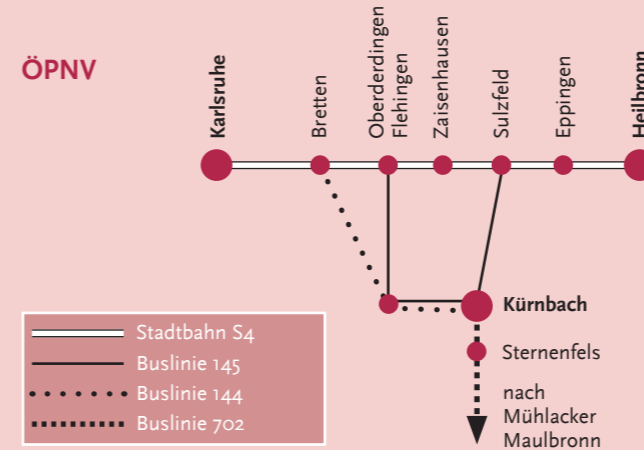 ÖPNV
Karlsruhe
Bretten
Oberderdingen
Flehingen
Zaisenhausen
Sulzfeld
Eppingen
Heilbronn
Kürnbach
Sternenfels
nach
Mühlacker
Maulbronn
Stadtbahn S4
Buslinie 145
Buslinie 144
Buslinie 702